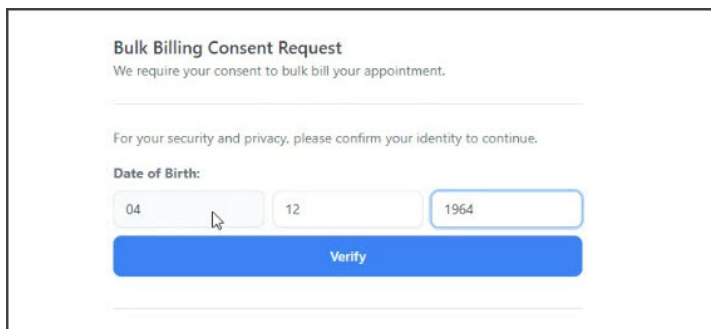 Bulk Billing Consent Request
We require your consent to bulk bill your appointment.
For your security and privacy, please confirm your identity to continue.
Date of Birth:
04 12 1964
Verify